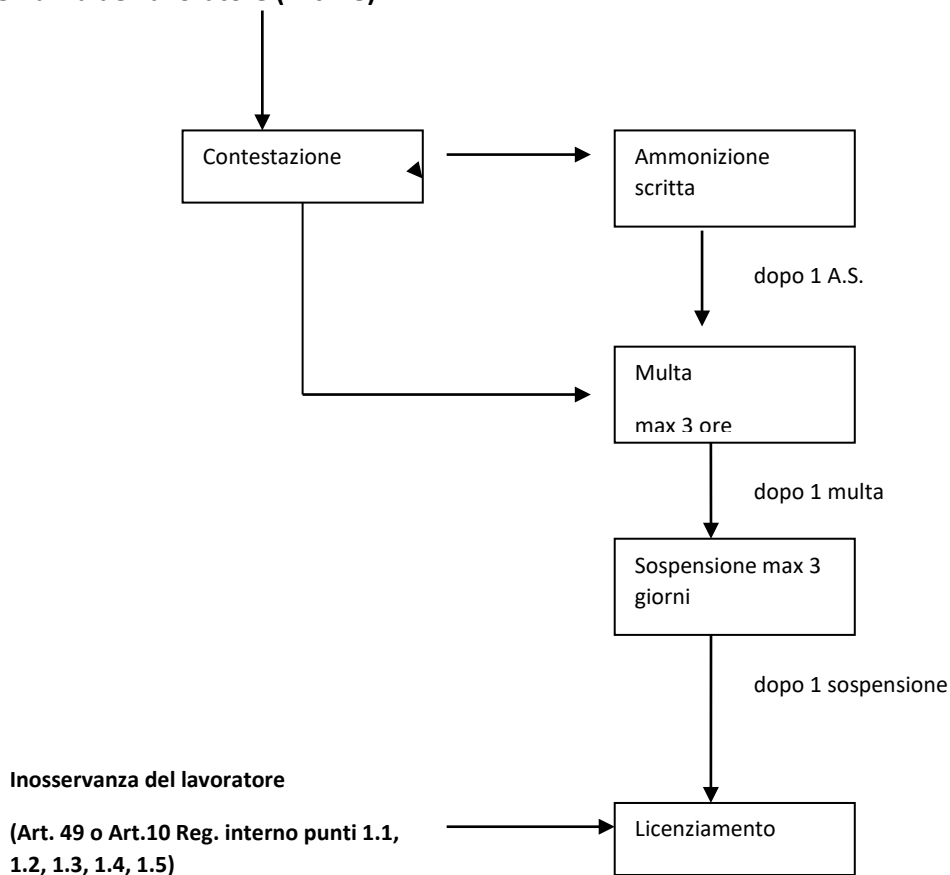 Contestazione
Ammonizione
scritta
dopo 1 A.S.
Multa
max 3 ore
dopo 1 multa
Sospensione max 3
giorni
dopo 1 sospensione
Inosservanza del lavoratore
(Art. 49 o Art.10 Reg. interno punti 1.1,
1.2, 1.3, 1.4, 1.5)
Licenziamento